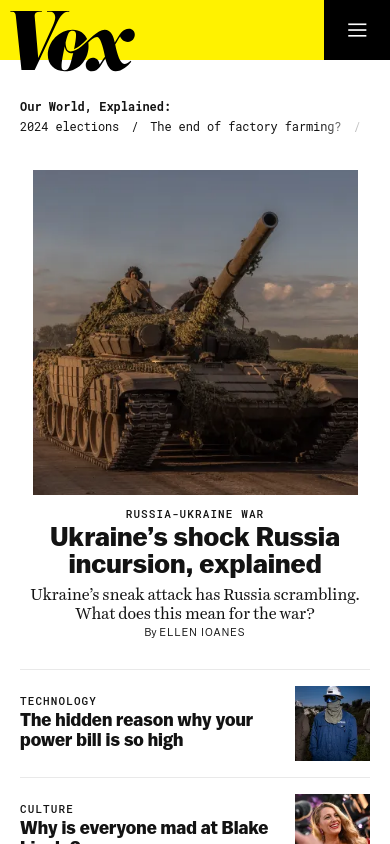 Vox
Our World, Explained:
2024 elections / The end of factory farming? /
RUSSIA-UKRAINE WAR
Ukraine’s shock Russia
incursion, explained
Ukraine’s sneak attack has Russia scrambling.
What does this mean for the war?
By ELLEN IOANES
TECHNOLOGY
The hidden reason why your
power bill is so high
CULTURE
Why is everyone mad at Blake